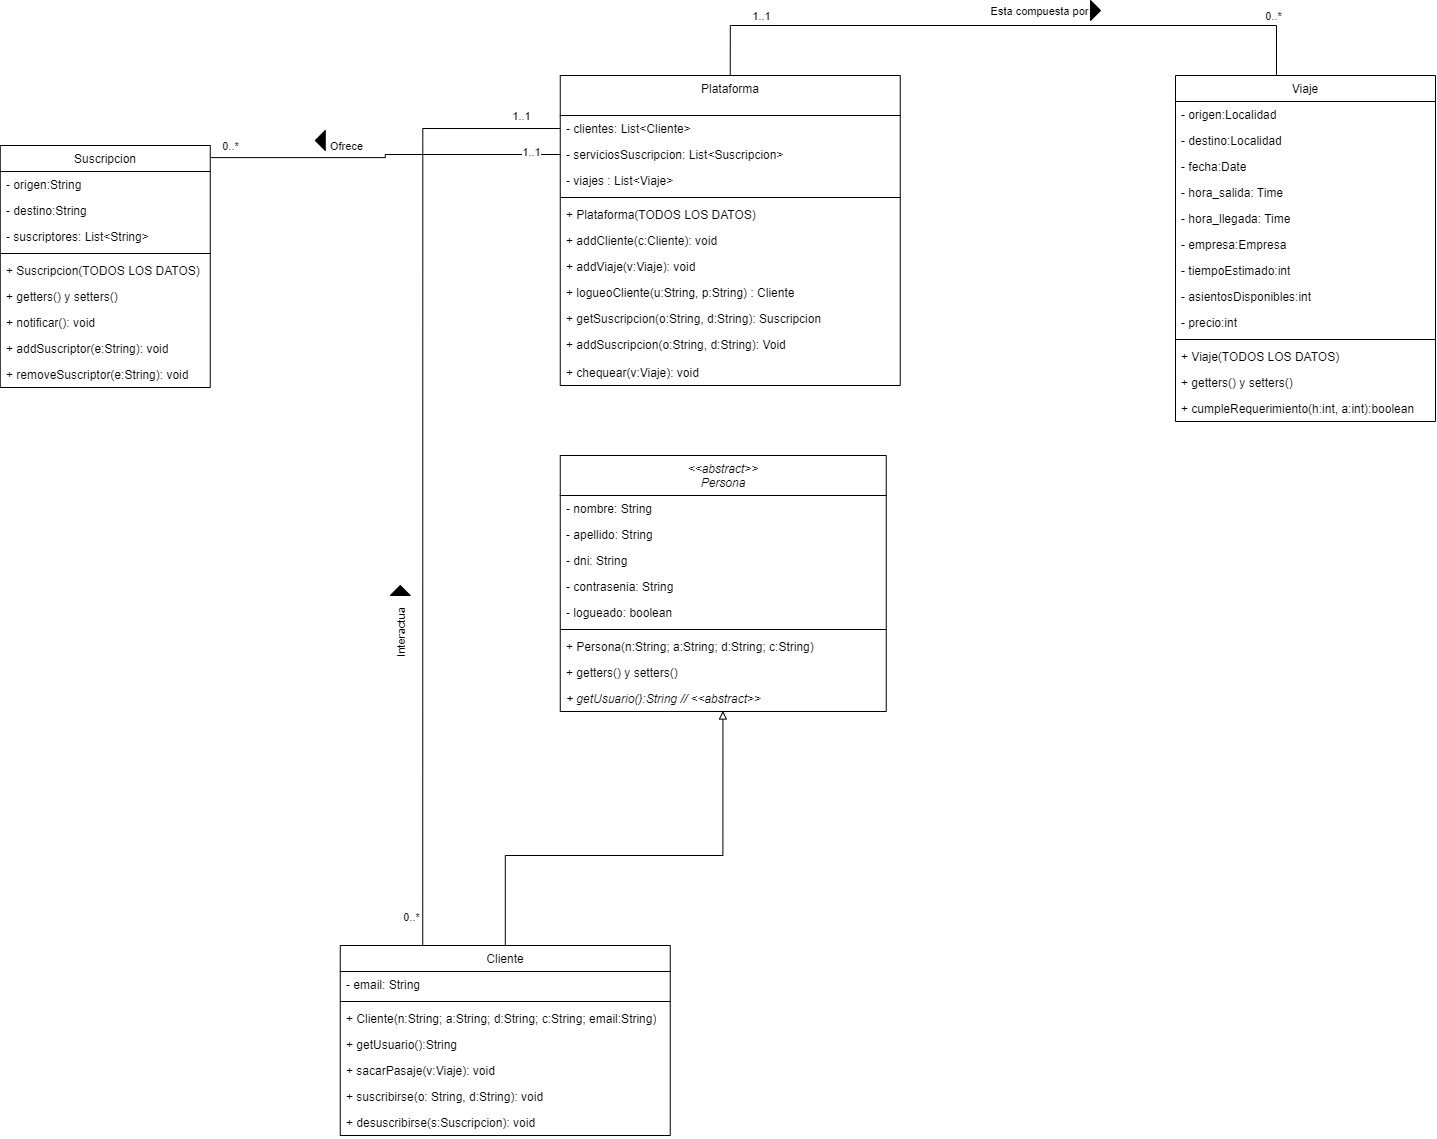 1..1
Esta compuesta por
0..*
Plataforma
- clientes: List<Cliente>
- serviciosSuscripcion: List<Suscripcion>
- viajes : List<Viaje>
+ Plataforma(TODOS LOS DATOS)
+ addCliente(c:Cliente): void
+ addViaje(v:Viaje): void
+ logueoCliente(u:String, p:String) : Cliente
+ getSuscripcion(o:String, d:String): Suscripcion
+ addSuscripcion(o:String, d:String): Void
+ chequear(v:Viaje): void
Viaje
- origen:Localidad
- destino:Localidad
- fecha:Date
- hora_salida: Time
- hora_llegada: Time
- empresa:Empresa
- tiempoEstimado:int
- asientosDisponibles:int
- precio:int
+ Viaje(TODOS LOS DATOS)
+ getters() y setters()
+ cumpleRequerimiento(h:int, a:int):boolean
1..1
0..*
Ofrece
1..1
Suscripcion
- origen:String
- destino:String
- suscriptores: List<String>
+ Suscripcion(TODOS LOS DATOS)
+ getters() y setters()
+ notificar(): void
+ addSuscriptor(e:String): void
+ removeSuscriptor(e:String): void
<<abstract>>
Persona
- nombre: String
- apellido: String
- dni: String
- contrasenia: String
- logueado: boolean
+ Persona(n:String; a:String; d:String; c:String)
+ getters() y setters()
+ getUsuario():String // <<abstract>>
Interactua
0..*
Cliente
- email: String
+ Cliente(n:String; a:String; d:String; c:String; email:String)
+ getUsuario():String
+ sacarPasaje(v:Viaje): void
+ suscribirse(o: String, d:String): void
+ desuscribirse(s:Suscripcion): void